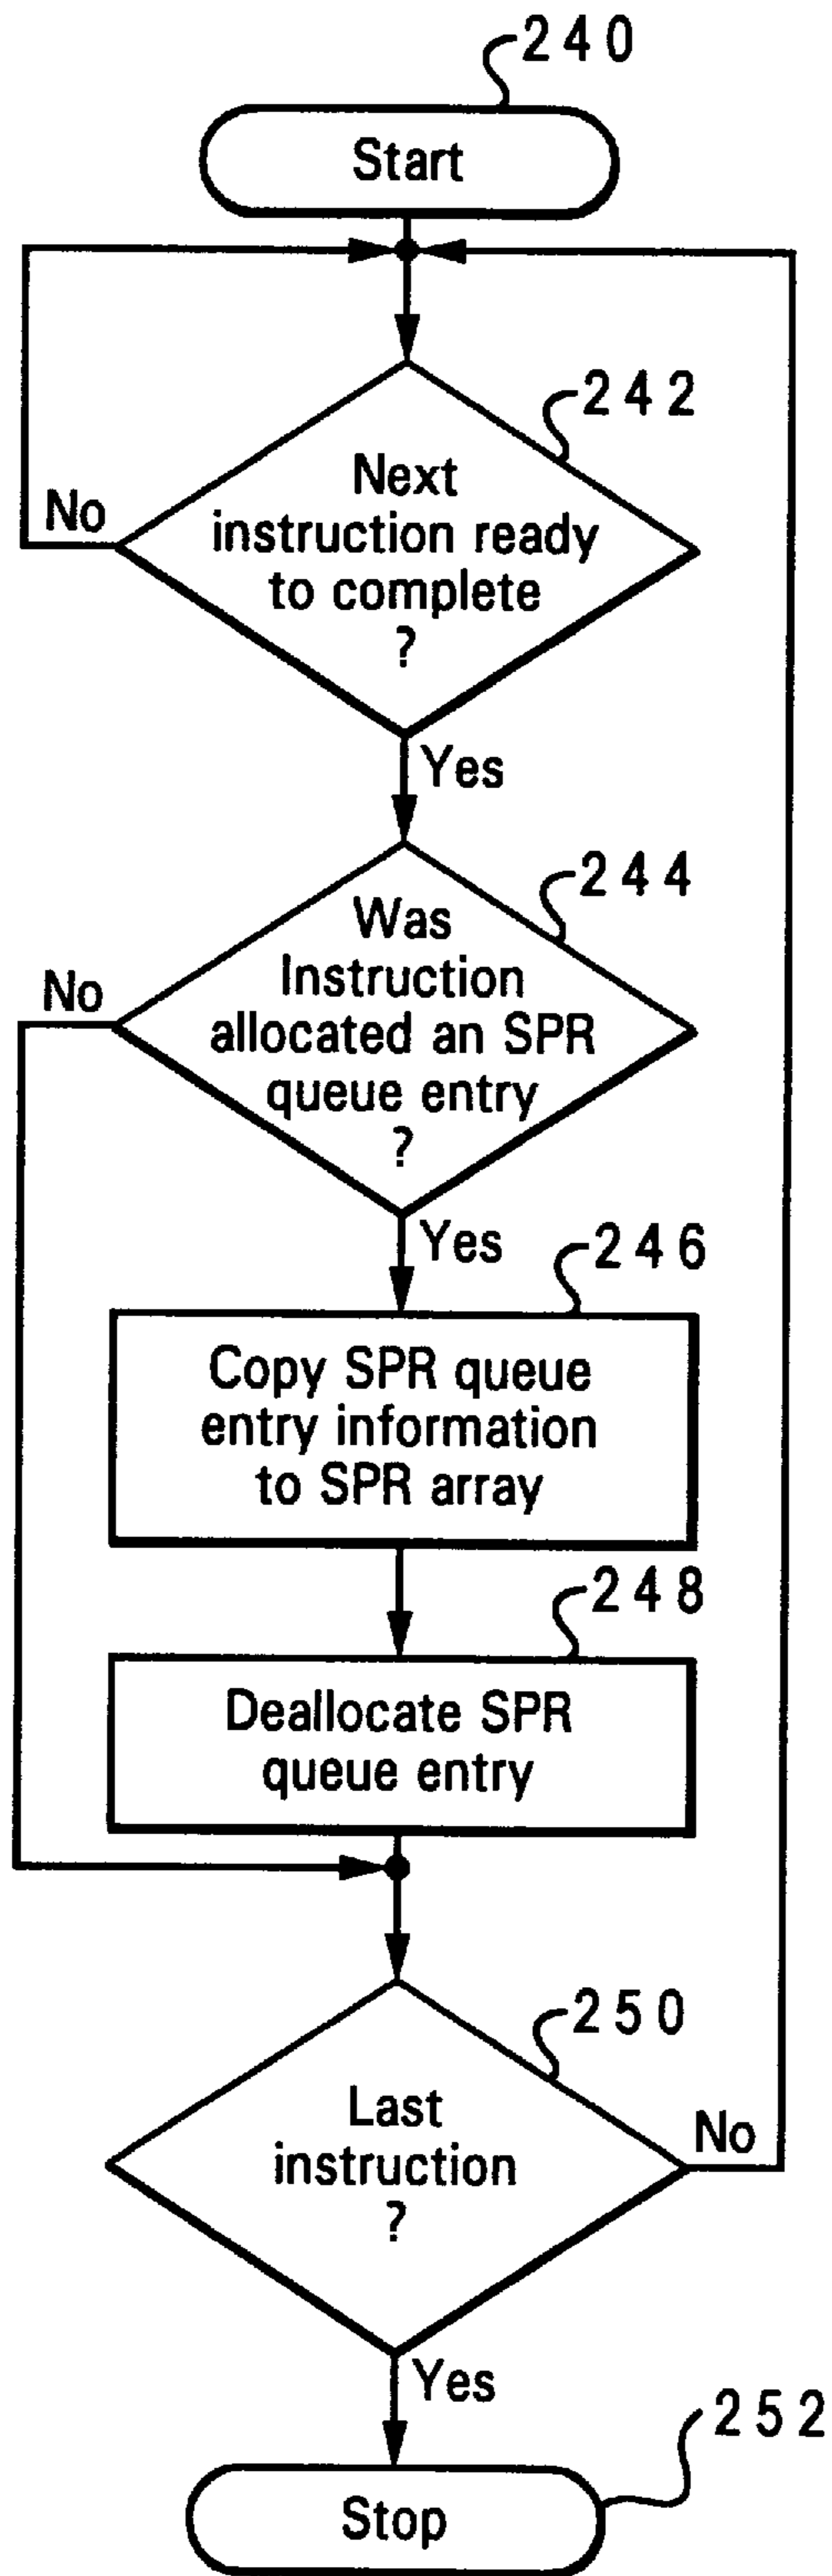 240
Start
242
Next
instruction ready
to complete
?
No
Yes
244
Was
Instruction
allocated an SPR
queue entry
?
No
Yes
246
Copy SPR queue
entry information
to SPR array
248
Deallocate SPR
queue entry
250
Last
instruction
?
No
Yes
252
Stop